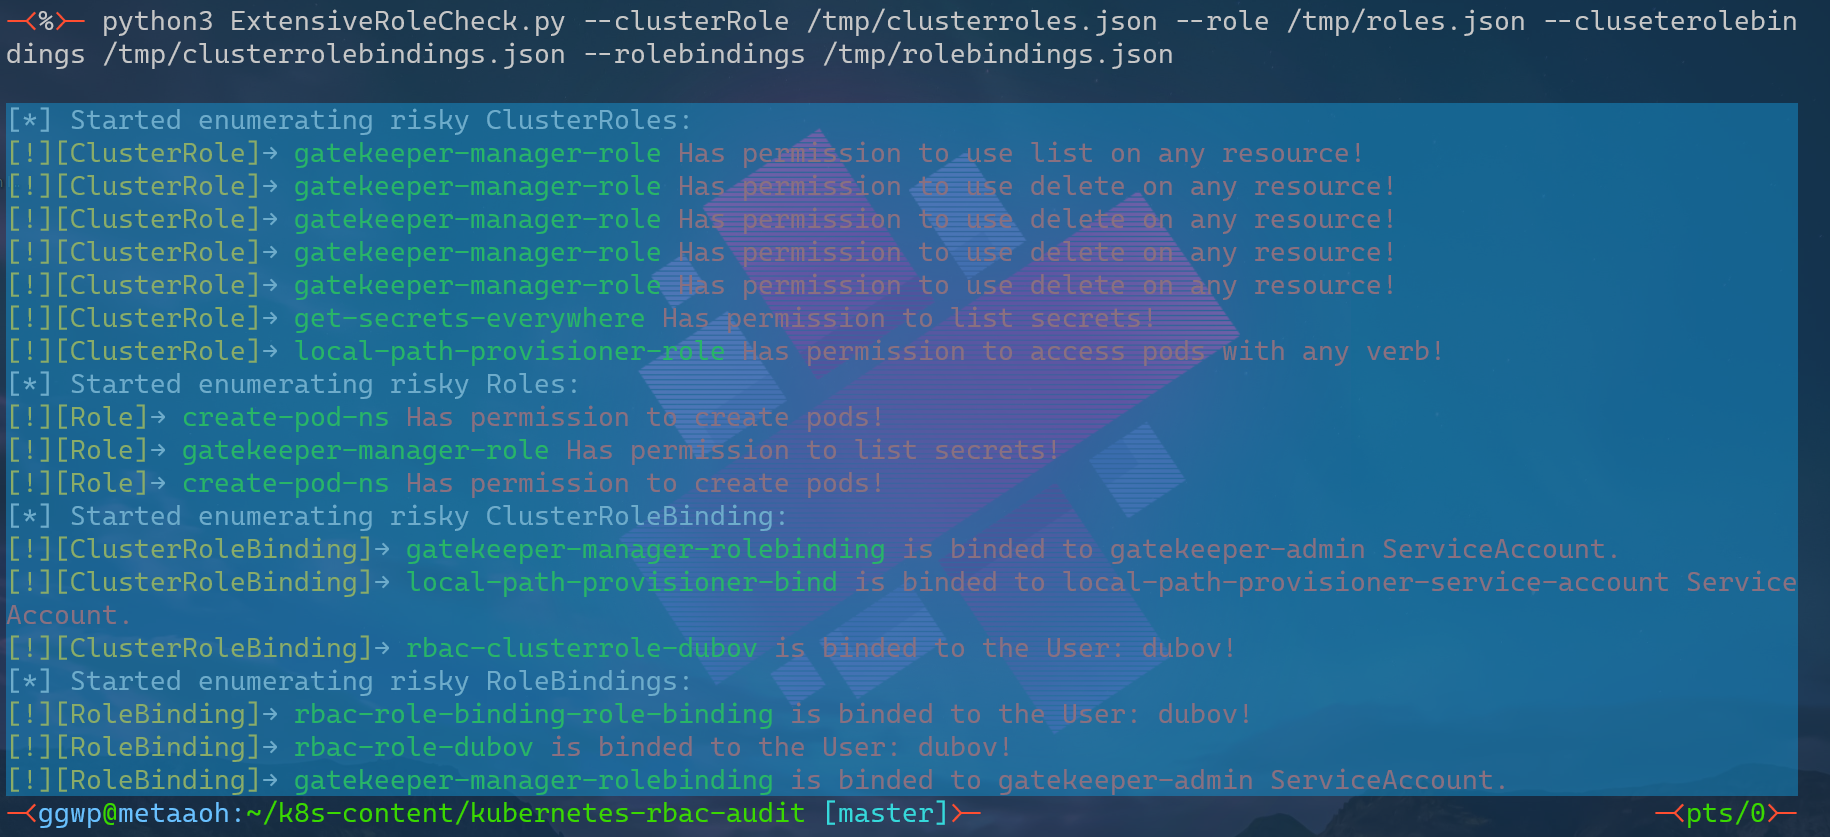 ─<%>─ python3 ExtensiveRoleCheck.py --clusterRole /tmp/clusterroles.json --role /tmp/roles.json --cluseterolebin
dings /tmp/clusterrolebindings.json --rolebindings /tmp/rolebindings.json
[*] Started enumerating risky ClusterRoles:
[!][ClusterRole]→ gatekeeper-manager-role Has permission to use list on any resource!
[!][ClusterRole]→ gatekeeper-manager-role Has permission to use delete on any resource!
[!][ClusterRole]→ gatekeeper-manager-role Has permission to use delete on any resource!
[!][ClusterRole]→ gatekeeper-manager-role Has permission to use delete on any resource!
[!][ClusterRole]→ gatekeeper-manager-role Has permission to use delete on any resource!
[!][ClusterRole]→ get-secrets-everywhere Has permission to list secrets!
[!][ClusterRole]→ local-path-provisioner-role Has permission to access pods with any verb!
[*] Started enumerating risky Roles:
[!][Role]→ create-pod-ns Has permission to create pods!
[!][Role]→ gatekeeper-manager-role Has permission to list secrets!
[!][Role]→ create-pod-ns Has permission to create pods!
[*] Started enumerating risky ClusterRoleBinding:
[!][ClusterRoleBinding]→ gatekeeper-manager-rolebinding is binded to gatekeeper-admin ServiceAccount.
[!][ClusterRoleBinding]→ local-path-provisioner-bind is binded to local-path-provisioner-service-account Service
Account.
[!][ClusterRoleBinding]→ rbac-clusterrole-dubov is binded to the User: dubov!
[*] Started enumerating risky RoleBindings:
[!][RoleBinding]→ rbac-role-binding-role-binding is binded to the User: dubov!
[!][RoleBinding]→ rbac-role-dubov is binded to the User: dubov!
[!][RoleBinding]→ gatekeeper-manager-rolebinding is binded to gatekeeper-admin ServiceAccount.
─<ggwp@metaaoh:~/k8s-content/kubernetes-rbac-audit [master]>─ ─<pts/0>─